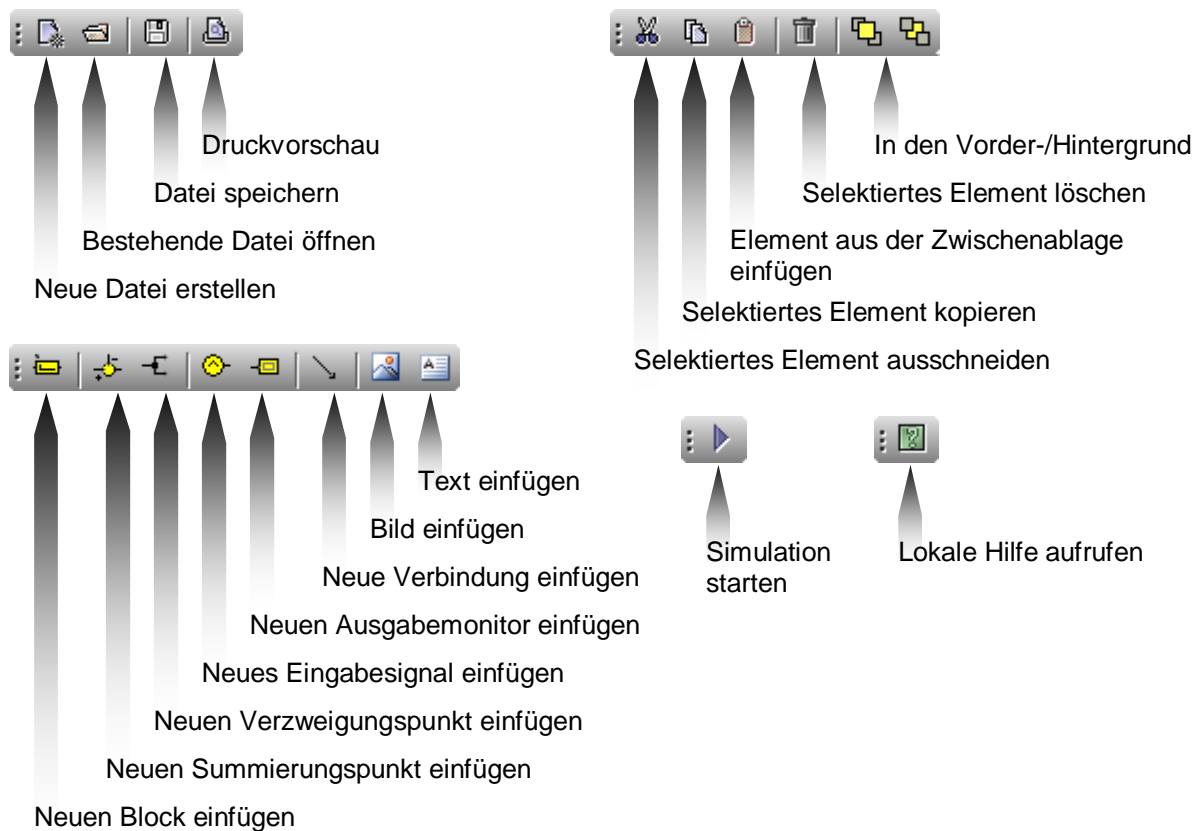 Druckvorschau
Datei speichern
Bestehende Datei öffnen
Neue Datei erstellen
In den Vorder-/Hintergrund
Selektiertes Element löschen
Element aus der Zwischenablage
einfügen
Selektiertes Element kopieren
Selektiertes Element ausschneiden
Text einfügen
Bild einfügen
Neue Verbindung einfügen
Neuen Ausgabemonitor einfügen
Neues Eingabesignal einfügen
Neuen Verzweigungspunkt einfügen
Neuen Summierungspunkt einfügen
Neuen Block einfügen
Simulation
starten
Lokale Hilfe aufrufen